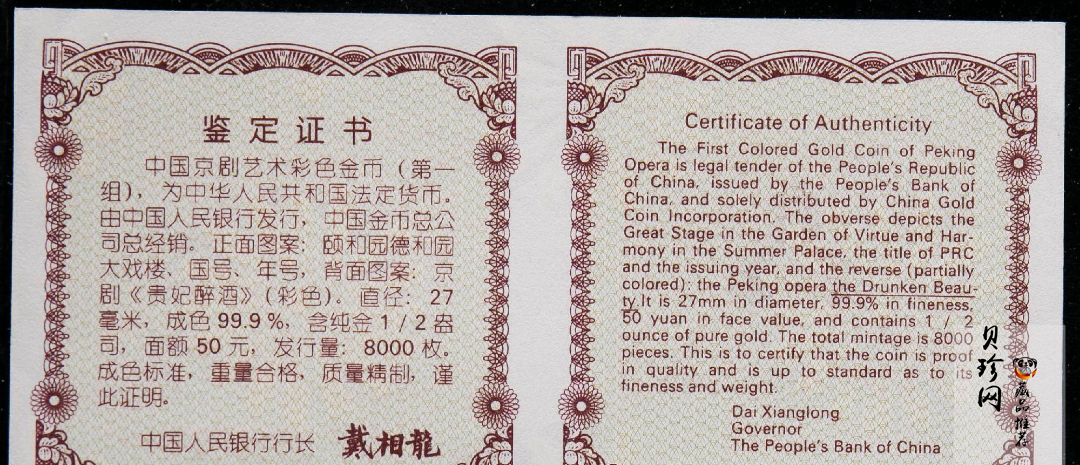 鉴定证书
中国京剧艺术彩色金币（第一
组），为中华人民共和国法定货币。
由中国人民银行发行，中国金币总公
司总经销。正面图案：颐和园德和园
大戏楼、国号、年号，背面图案：京
剧《贵妃醉酒》（彩色）。直径：27
毫米，成色 99.9 %，含纯金 1 / 2 盎
司，面额 50 元，发行量：8000 枚。
成色标准，重量合格，质量精制，谨
此证明。
中国人民银行行长 戴相龍
Certificate of Authenticity
The First Colored Gold Coin of Peking
Opera is legal tender of the People's Republic
of China, issued by the People's Bank of
China, and solely distributed by China Gold
Coin Incorporation. The obverse depicts the
Great Stage in the Garden of Virtue and Har-
mony in the Summer Palace, the title of PRC
and the issuing year, and the reverse (partially
colored): the Peking opera the Drunken Beau-
ty.It is 27mm in diameter, 99.9% in fineness,
50 yuan in face value, and contains 1 / 2
ounce of pure gold. The total mintage is 8000
pieces. This is to certify that the coin is proof
in quality and is up to standard as to its
fineness and weight.
Dai Xianglong
Governor
The People's Bank of China
贝珍网
藏品推荐